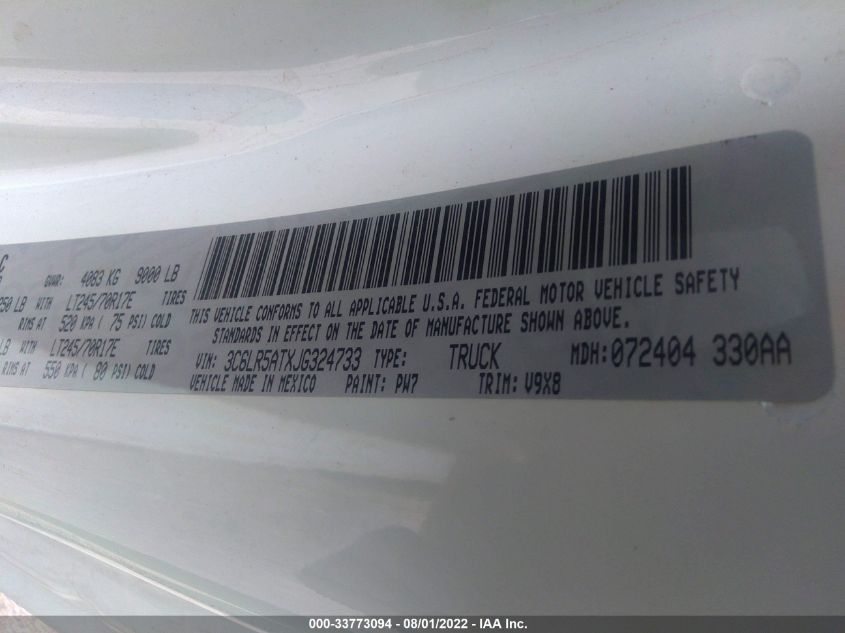 C
GVWR: 4083 KG 9000 LB
250 LB WITH LT245/70R17E TIRES
RIMS AT 520 KPA ( 75 PSI) COLD
LB WITH LT245/70R17E TIRES
RIMS AT 550 KPA ( 80 PSI) COLD
THIS VEHICLE CONFORMS TO ALL APPLICABLE U.S.A. FEDERAL MOTOR VEHICLE SAFETY
STANDARDS IN EFFECT ON THE DATE OF MANUFACTURE SHOWN ABOVE.
VIN: 3C6LR5ATXJG324733 TYPE: TRUCK MDH:072404 330AA
VEHICLE MADE IN MEXICO PAINT: PW7 TRIM: V9X8
000-33773094 - 08/01/2022 - IAA Inc.